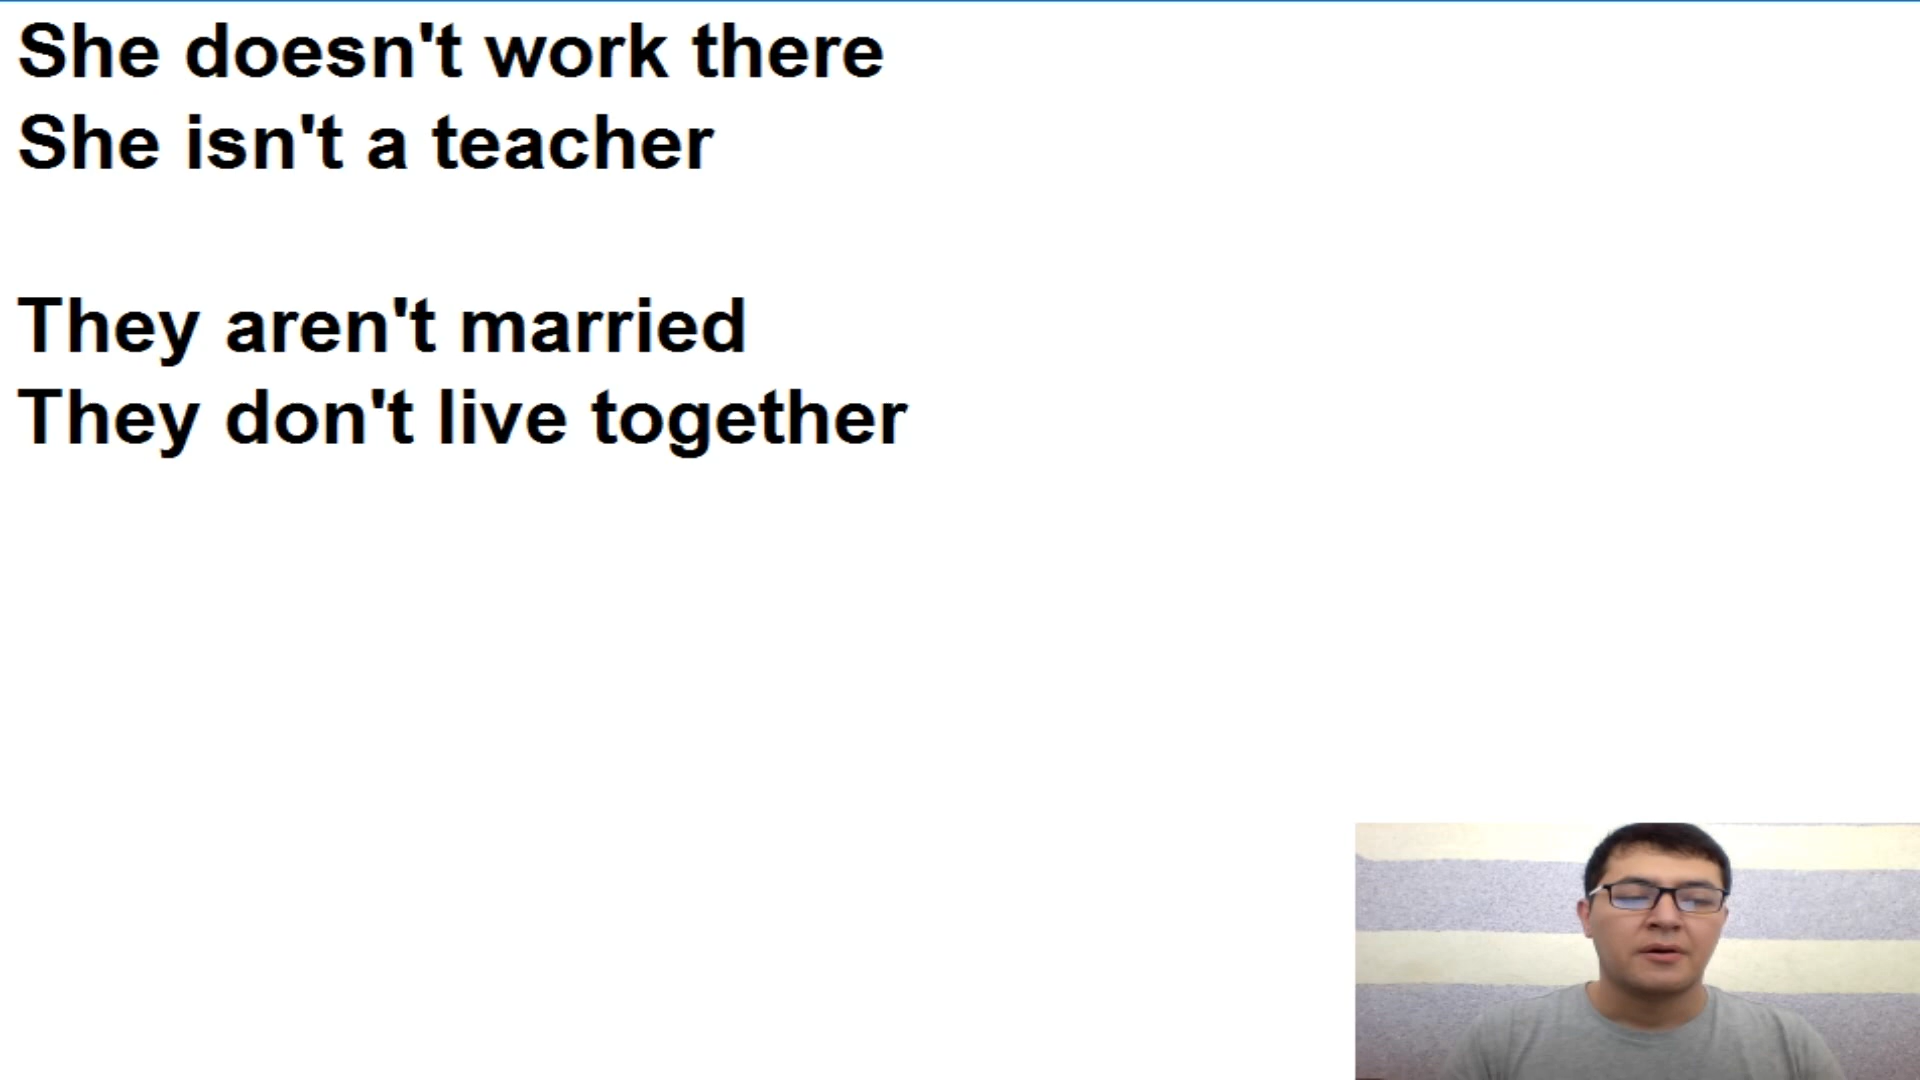 She doesn't work there
She isn't a teacher
They aren't married
They don't live together